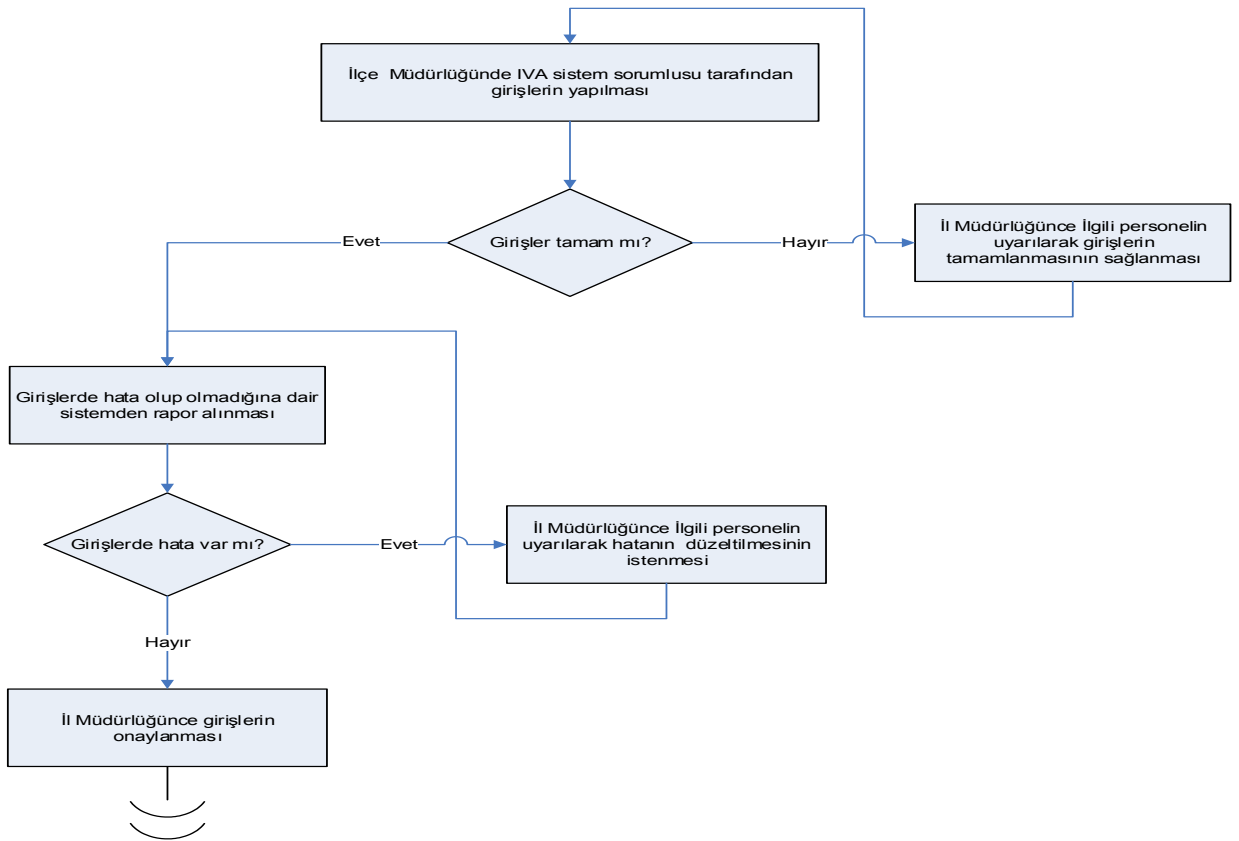 İlçe Müdürlüğünde IVA sistem sorumlusu tarafından
girişlerin yapılması
Girişler tamam mı?
Evet
Hayır
İl Müdürlüğünce İlgili personelin
uyarılarak girişlerin
tamamlanmasının sağlanması
Girişlerde hata olup olmadığına dair
sistemden rapor alınması
Girişlerde hata var mı?
Evet
İl Müdürlüğünce İlgili personelin
uyarılarak hatanın düzeltilmesinin
istenmesi
Hayır
İl Müdürlüğünce girişlerin
onaylanması